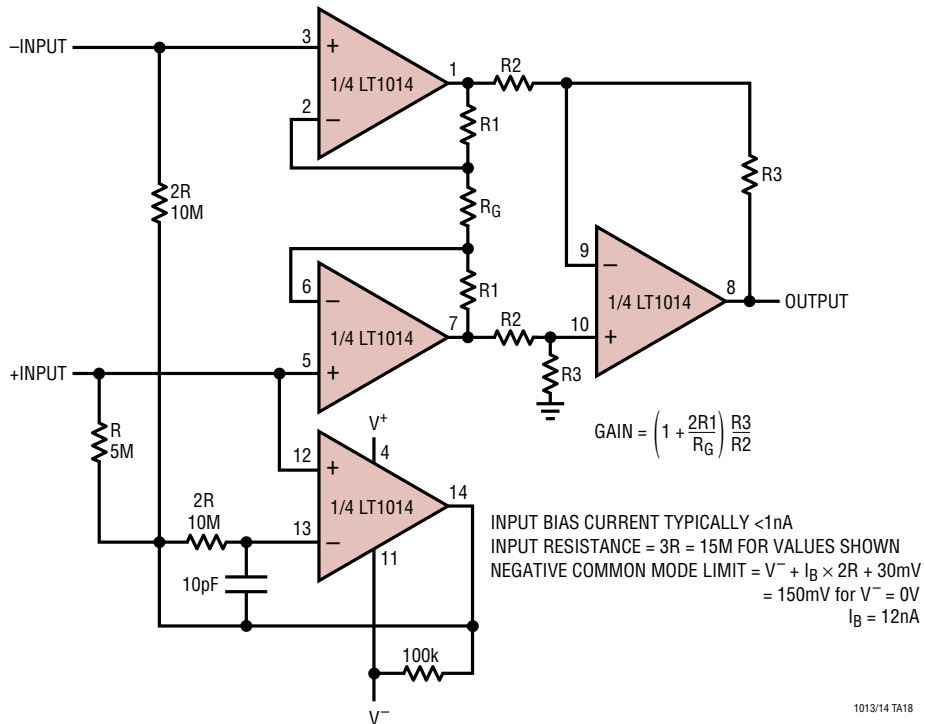 –INPUT
3
+
1/4 LT1014
2
–
1
R2
R1
R3
2R
10M
RG
6
–
1/4 LT1014
5
+
R1
7
R2
9
–
1/4 LT1014
10
+
8
OUTPUT
R3
+INPUT
R
5M
V+
4
12
+
1/4 LT1014
13
–
14
11
2R
10M
10pF
100k
V–
GAIN = (1 + 2R1/RG) R3/R2
INPUT BIAS CURRENT TYPICALLY <1nA
INPUT RESISTANCE = 3R = 15M FOR VALUES SHOWN
NEGATIVE COMMON MODE LIMIT = V– + IB × 2R + 30mV
= 150mV for V– = 0V
IB = 12nA
1013/14 TA18